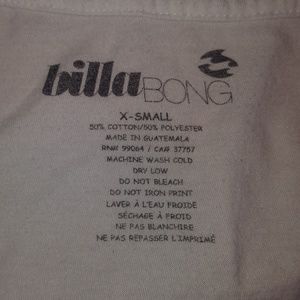 billaBONG
X-SMALL
50% COTTON/50% POLYESTER
MADE IN GUATEMALA
RN# 99064 / CA# 37757
MACHINE WASH COLD
DRY LOW
DO NOT BLEACH
DO NOT IRON PRINT
LAVER À L'EAU FROIDE
SÉCHAGE À FROID
NE PAS BLANCHIRE
NE PAS REPASSER L'IMPRIMÉ